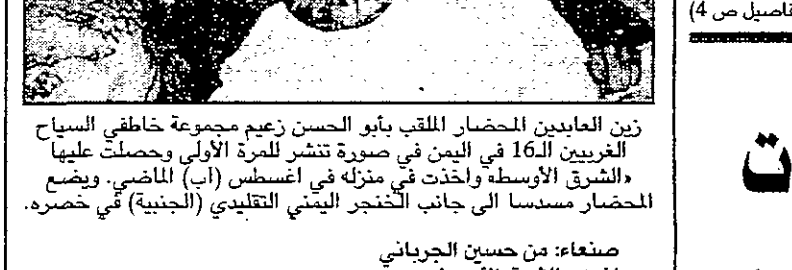 قاصيل ص 4)
زين العابدين المحضار الملقب بأبو الحسن زعيم مجموعة خاطفي السياح
الغربيين الـ16 في اليمن في صورة تنشر للمرة الأولى وحصلت عليها
«الشرق الأوسط» واخذت في منزله في اغسطس (اب) الماضي. ويضع
المحضار مسدسا الى جانب الخنجر اليمني التقليدي (الجنبية) في خصره.
ت
صنعاء: من حسين الجرباني